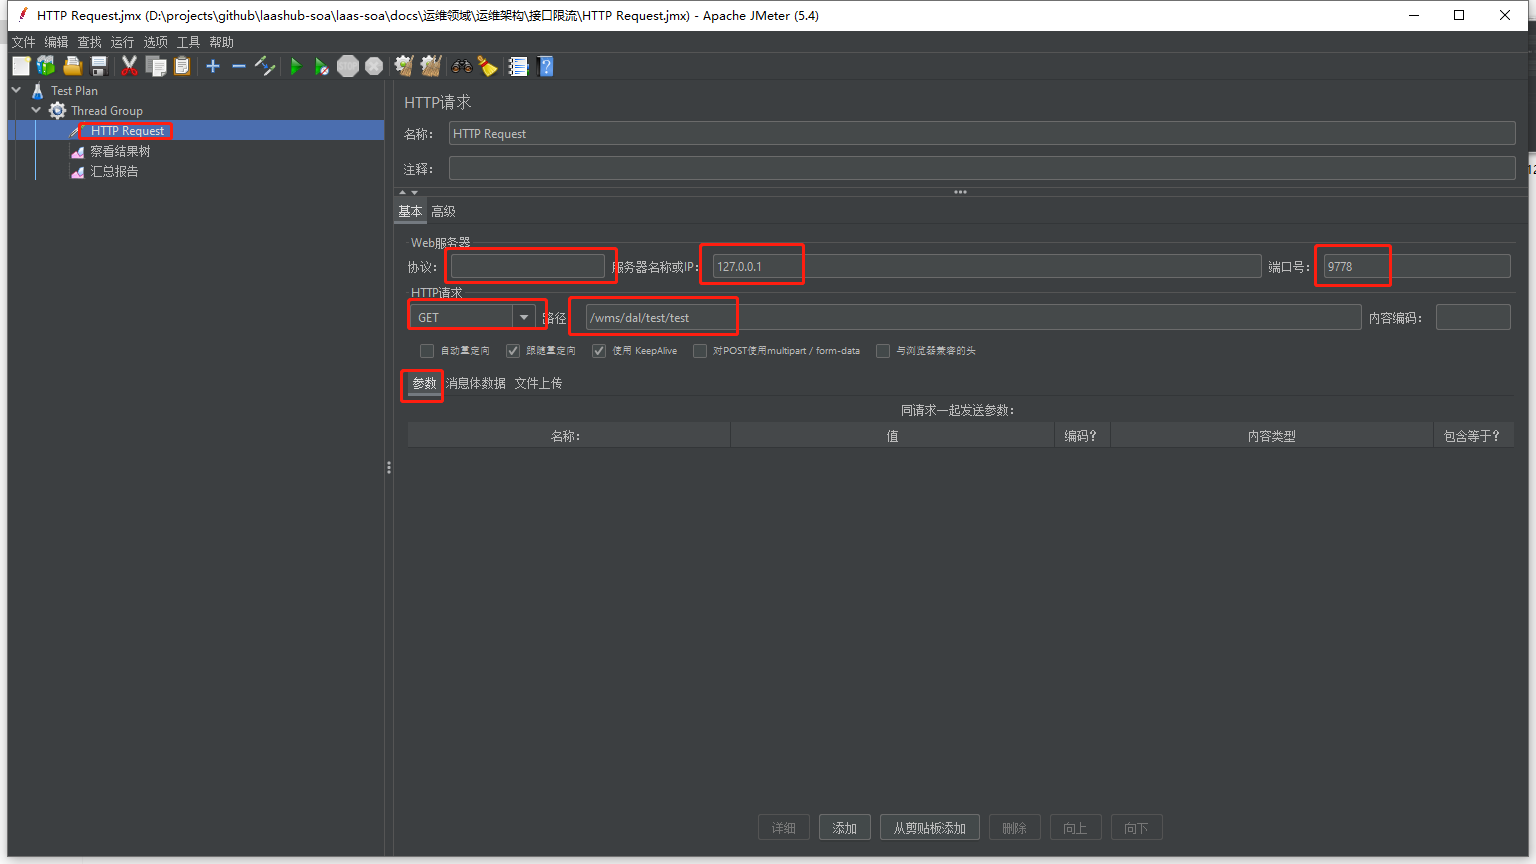 HTTP Request.jmx (D:\projects\github\laashub-soa\laas-soa\docs\运维领域\运维架构\接口限流\HTTP Request.jmx) - Apache JMeter (5.4)
文件 编辑 查找 运行 选项 工具 帮助
Test Plan
Thread Group
HTTP Request
察看结果树
汇总报告
HTTP请求
名称： HTTP Request
注释：
基本 高级
Web服务器
协议： 服务器名称或IP： 127.0.0.1 端口号： 9778
HTTP请求
GET 路径 /wms/dal/test/test 内容编码：
自动重定向 跟随重定向 使用 KeepAlive 对POST使用multipart / form-data 与浏览器兼容的头
参数 消息体数据 文件上传
同请求一起发送参数：
名称： 值 编码？ 内容类型 包含等于？
详细 添加 从剪贴板添加 删除 向上 向下